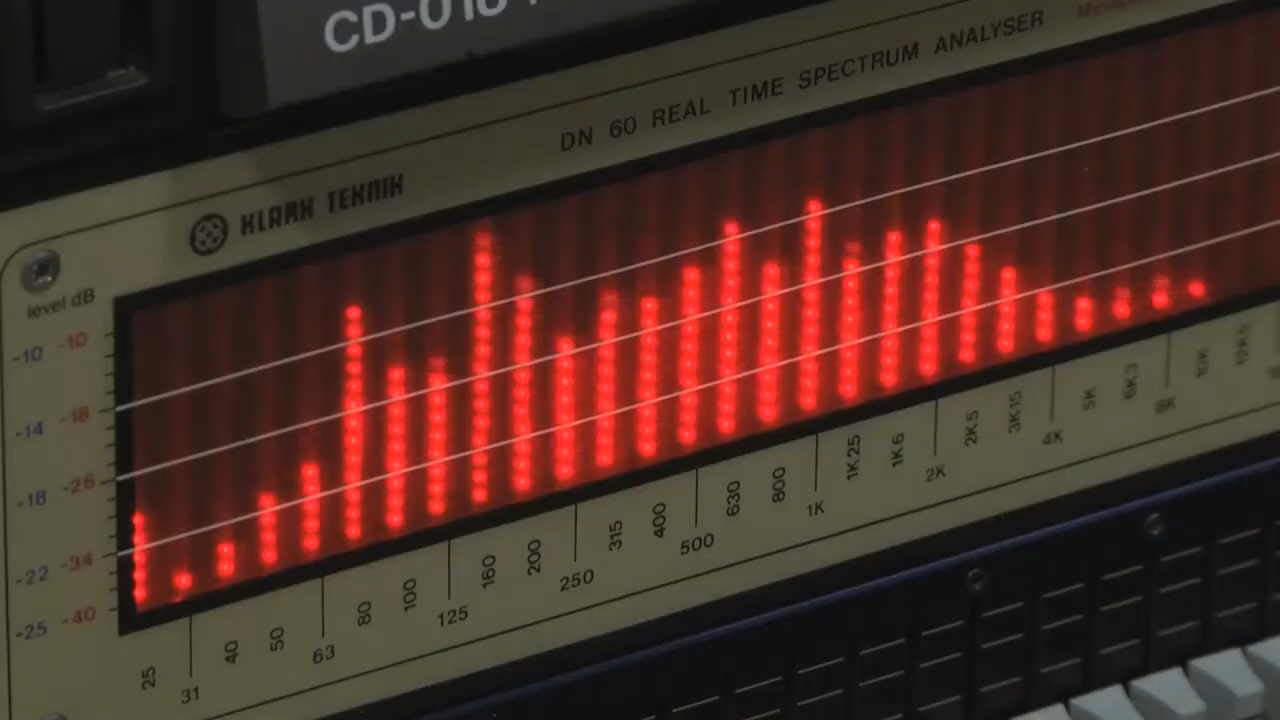 CD-016
DN 60 REAL TIME SPECTRUM ANALYSER
KLARK TEKNIK
level dB
-10 -10
-14 -18
-18 -26
-22 -34
-25 -40
25 31 40 50 63 80 100 125 160 200 250 315 400 500 630 800 1K 1K25 1K6 2K 2K5 3K15 4K 5K 6K3 8K 10K 12K5